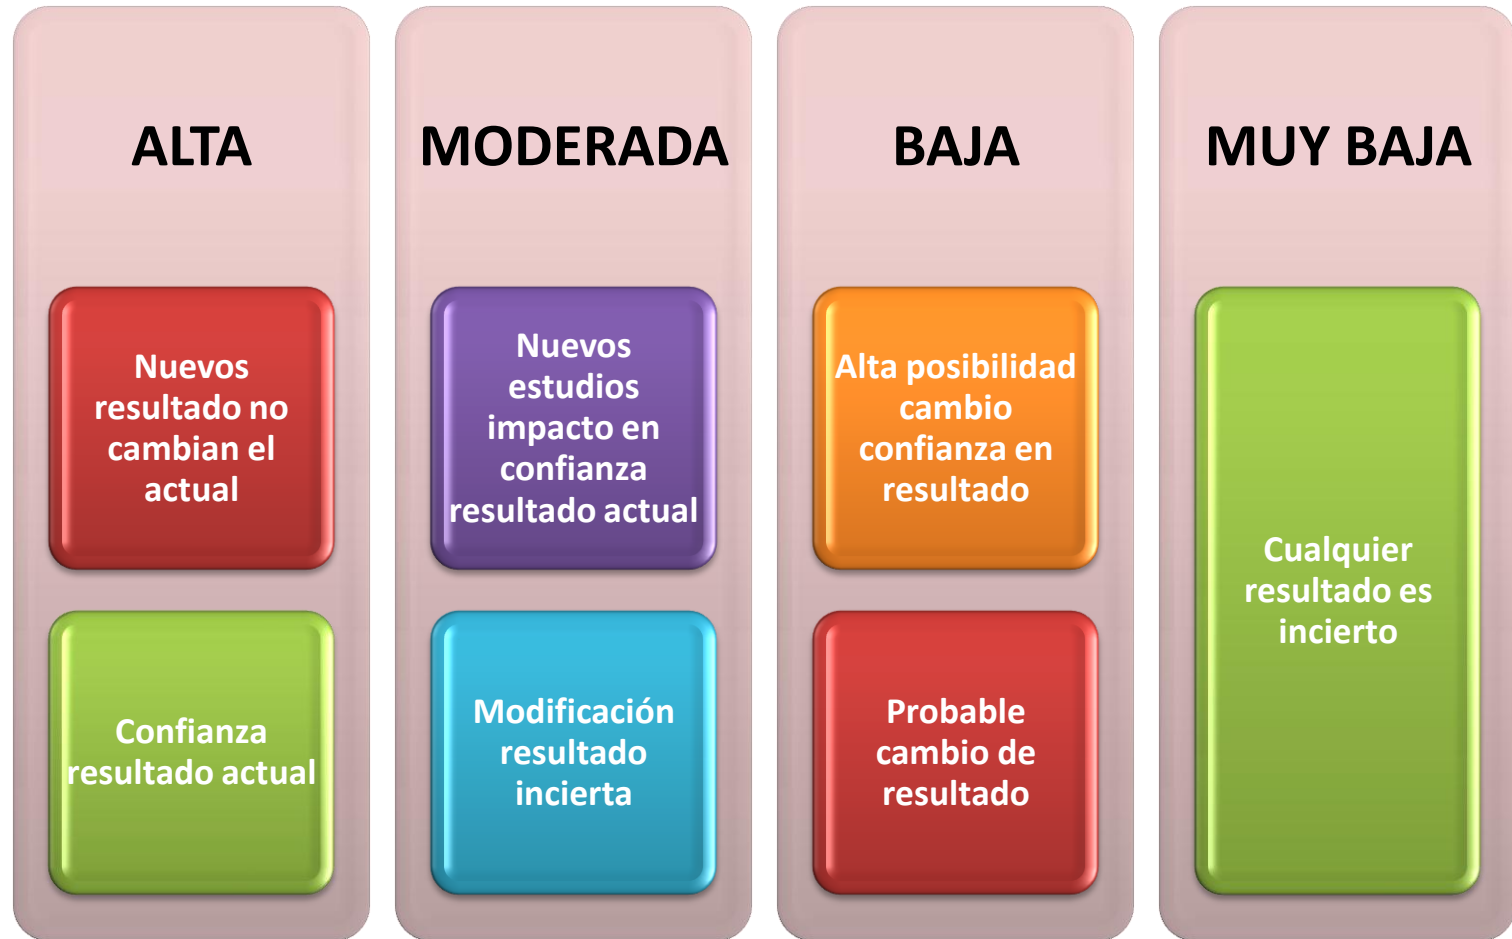 ALTA
Nuevos
resultado no
cambian el
actual
Confianza
resultado actual
MODERADA
Nuevos
estudios
impacto en
confianza
resultado actual
Modificación
resultado
incierta
BAJA
Alta posibilidad
cambio
confianza en
resultado
Probable
cambio de
resultado
MUY BAJA
Cualquier
resultado es
incierto